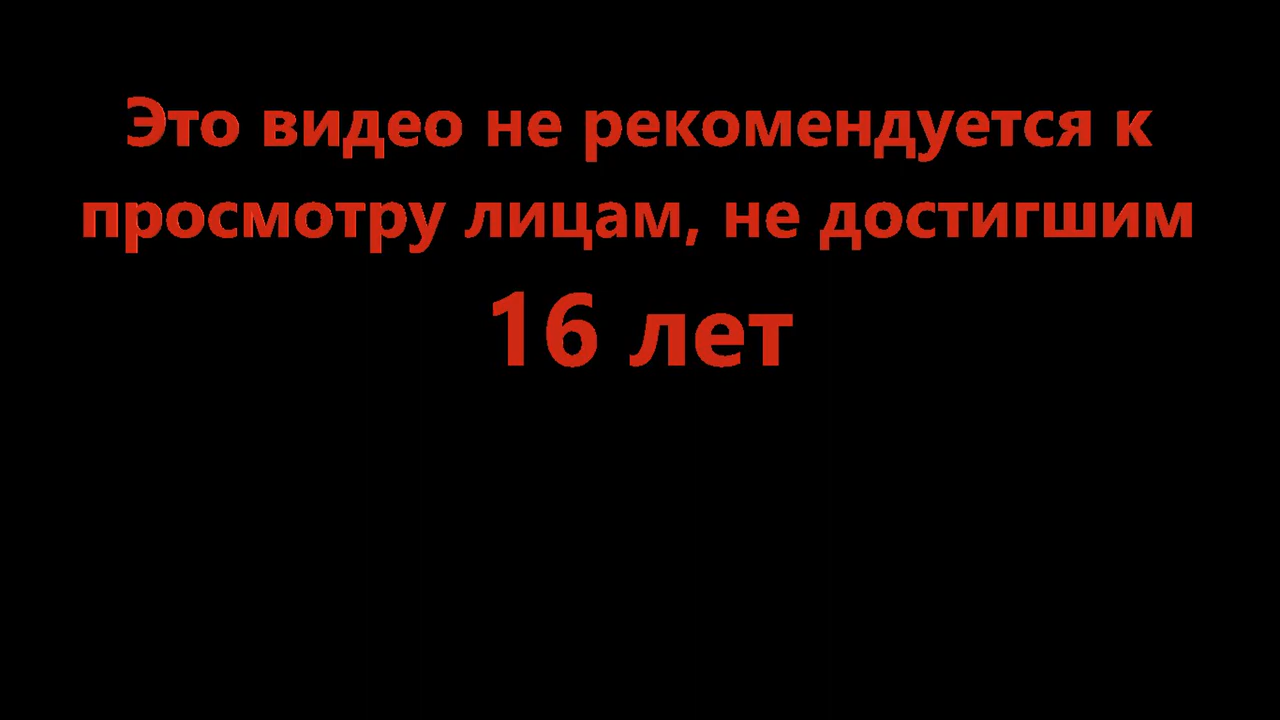 Это видео не рекомендуется к
просмотру лицам, не достигшим
16 лет